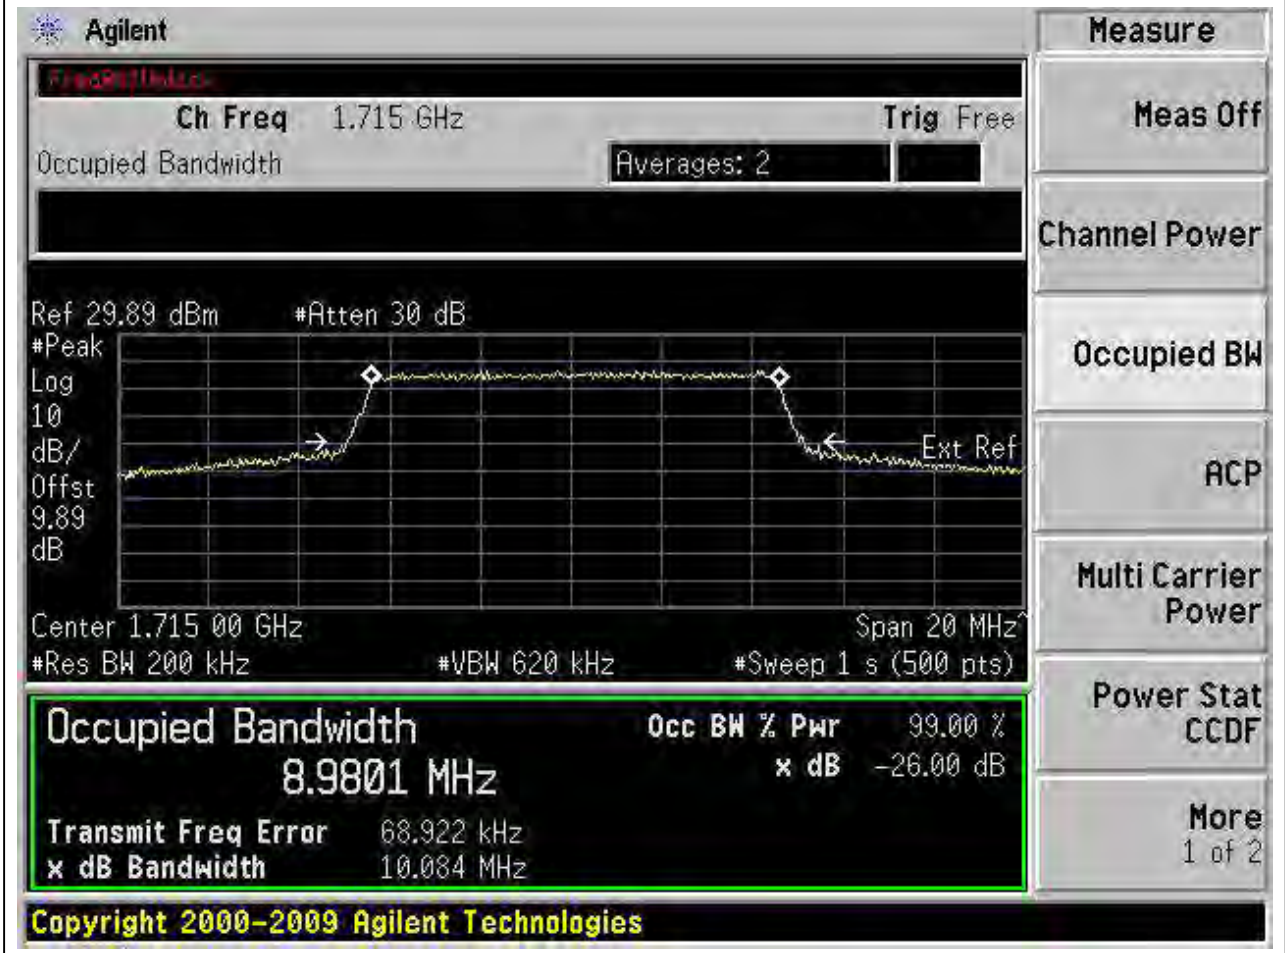 Agilent
Measure
Ch Freq 1.715 GHz Trig Free
Occupied Bandwidth Averages: 2
Meas Off
Channel Power
Occupied BW
ACP
Multi Carrier
Power
Power Stat
CCDF
More
1 of 2
Ref 29.89 dBm #Atten 30 dB
#Peak
Log
10
dB/
Offst
9.89
dB
Ext Ref
Center 1.715 00 GHz Span 20 MHz^
#Res BW 200 kHz #VBW 620 kHz #Sweep 1 s (500 pts)
Occupied Bandwidth
8.9801 MHz
Occ BW % Pwr 99.00 %
x dB -26.00 dB
Transmit Freq Error 68.922 kHz
x dB Bandwidth 10.084 MHz
Copyright 2000-2009 Agilent Technologies